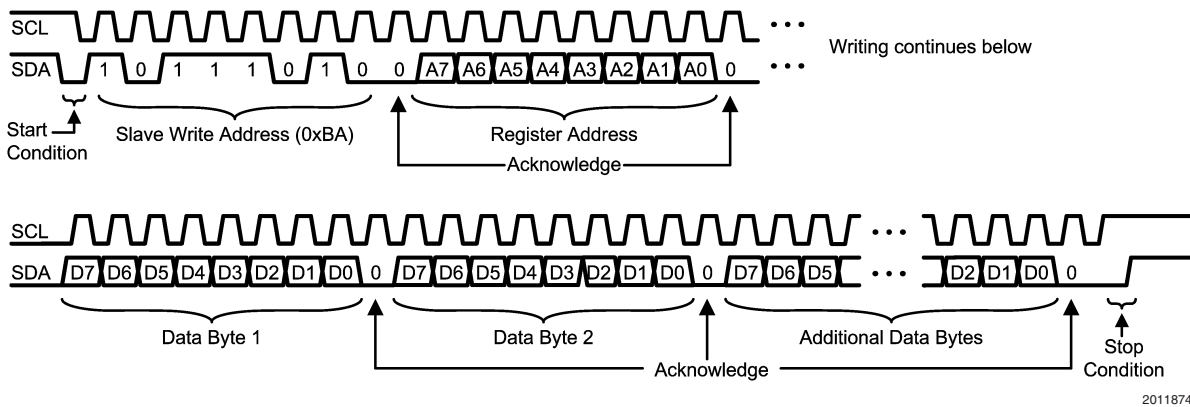 SCL
Writing continues below
SDA 1 0 1 1 1 0 1 0 0 A7 A6 A5 A4 A3 A2 A1 A0 0
Start
Condition
Slave Write Address (0xBA)
Register Address
Acknowledge
SCL
SDA D7 D6 D5 D4 D3 D2 D1 D0 0 D7 D6 D5 D4 D3 D2 D1 D0 0 D7 D6 D5 D2 D1 D0 0
Data Byte 1
Data Byte 2
Additional Data Bytes
Acknowledge
Stop
Condition
2011874